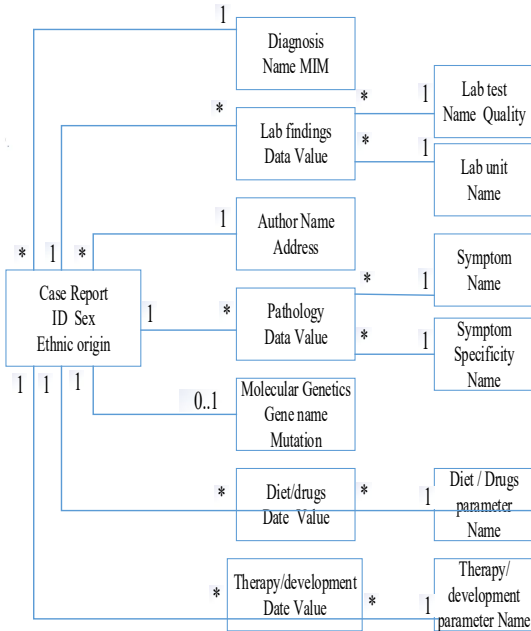 1
Diagnosis
Name MIM
*
Lab findings
Data Value
*
1
Lab test
Name Quality
*
1
Lab unit
Name
1
Author Name
Address
*
1
*
Case Report
ID Sex
Ethnic origin
1
*
Pathology
Data Value
*
1
Symptom
Name
*
1
Symptom
Specificity
Name
1
1
1
0..1
Molecular Genetics
Gene name
Mutation
*
Diet/drugs
Date Value
*
1
Diet / Drugs
parameter
Name
*
Therapy/development
Date Value
*
1
Therapy/
development
parameter Name